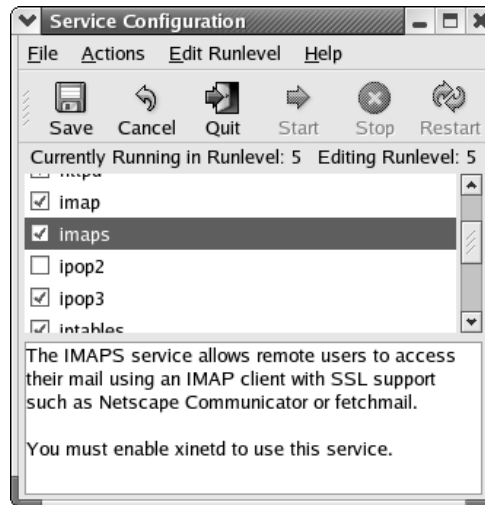 Service Configuration
File Actions Edit Runlevel Help
Save Cancel Quit Start Stop Restart
Currently Running in Runlevel: 5 Editing Runlevel: 5
httpd
imap
imaps
ipop2
ipop3
iptables
The IMAPS service allows remote users to access
their mail using an IMAP client with SSL support
such as Netscape Communicator or fetchmail.
You must enable xinetd to use this service.